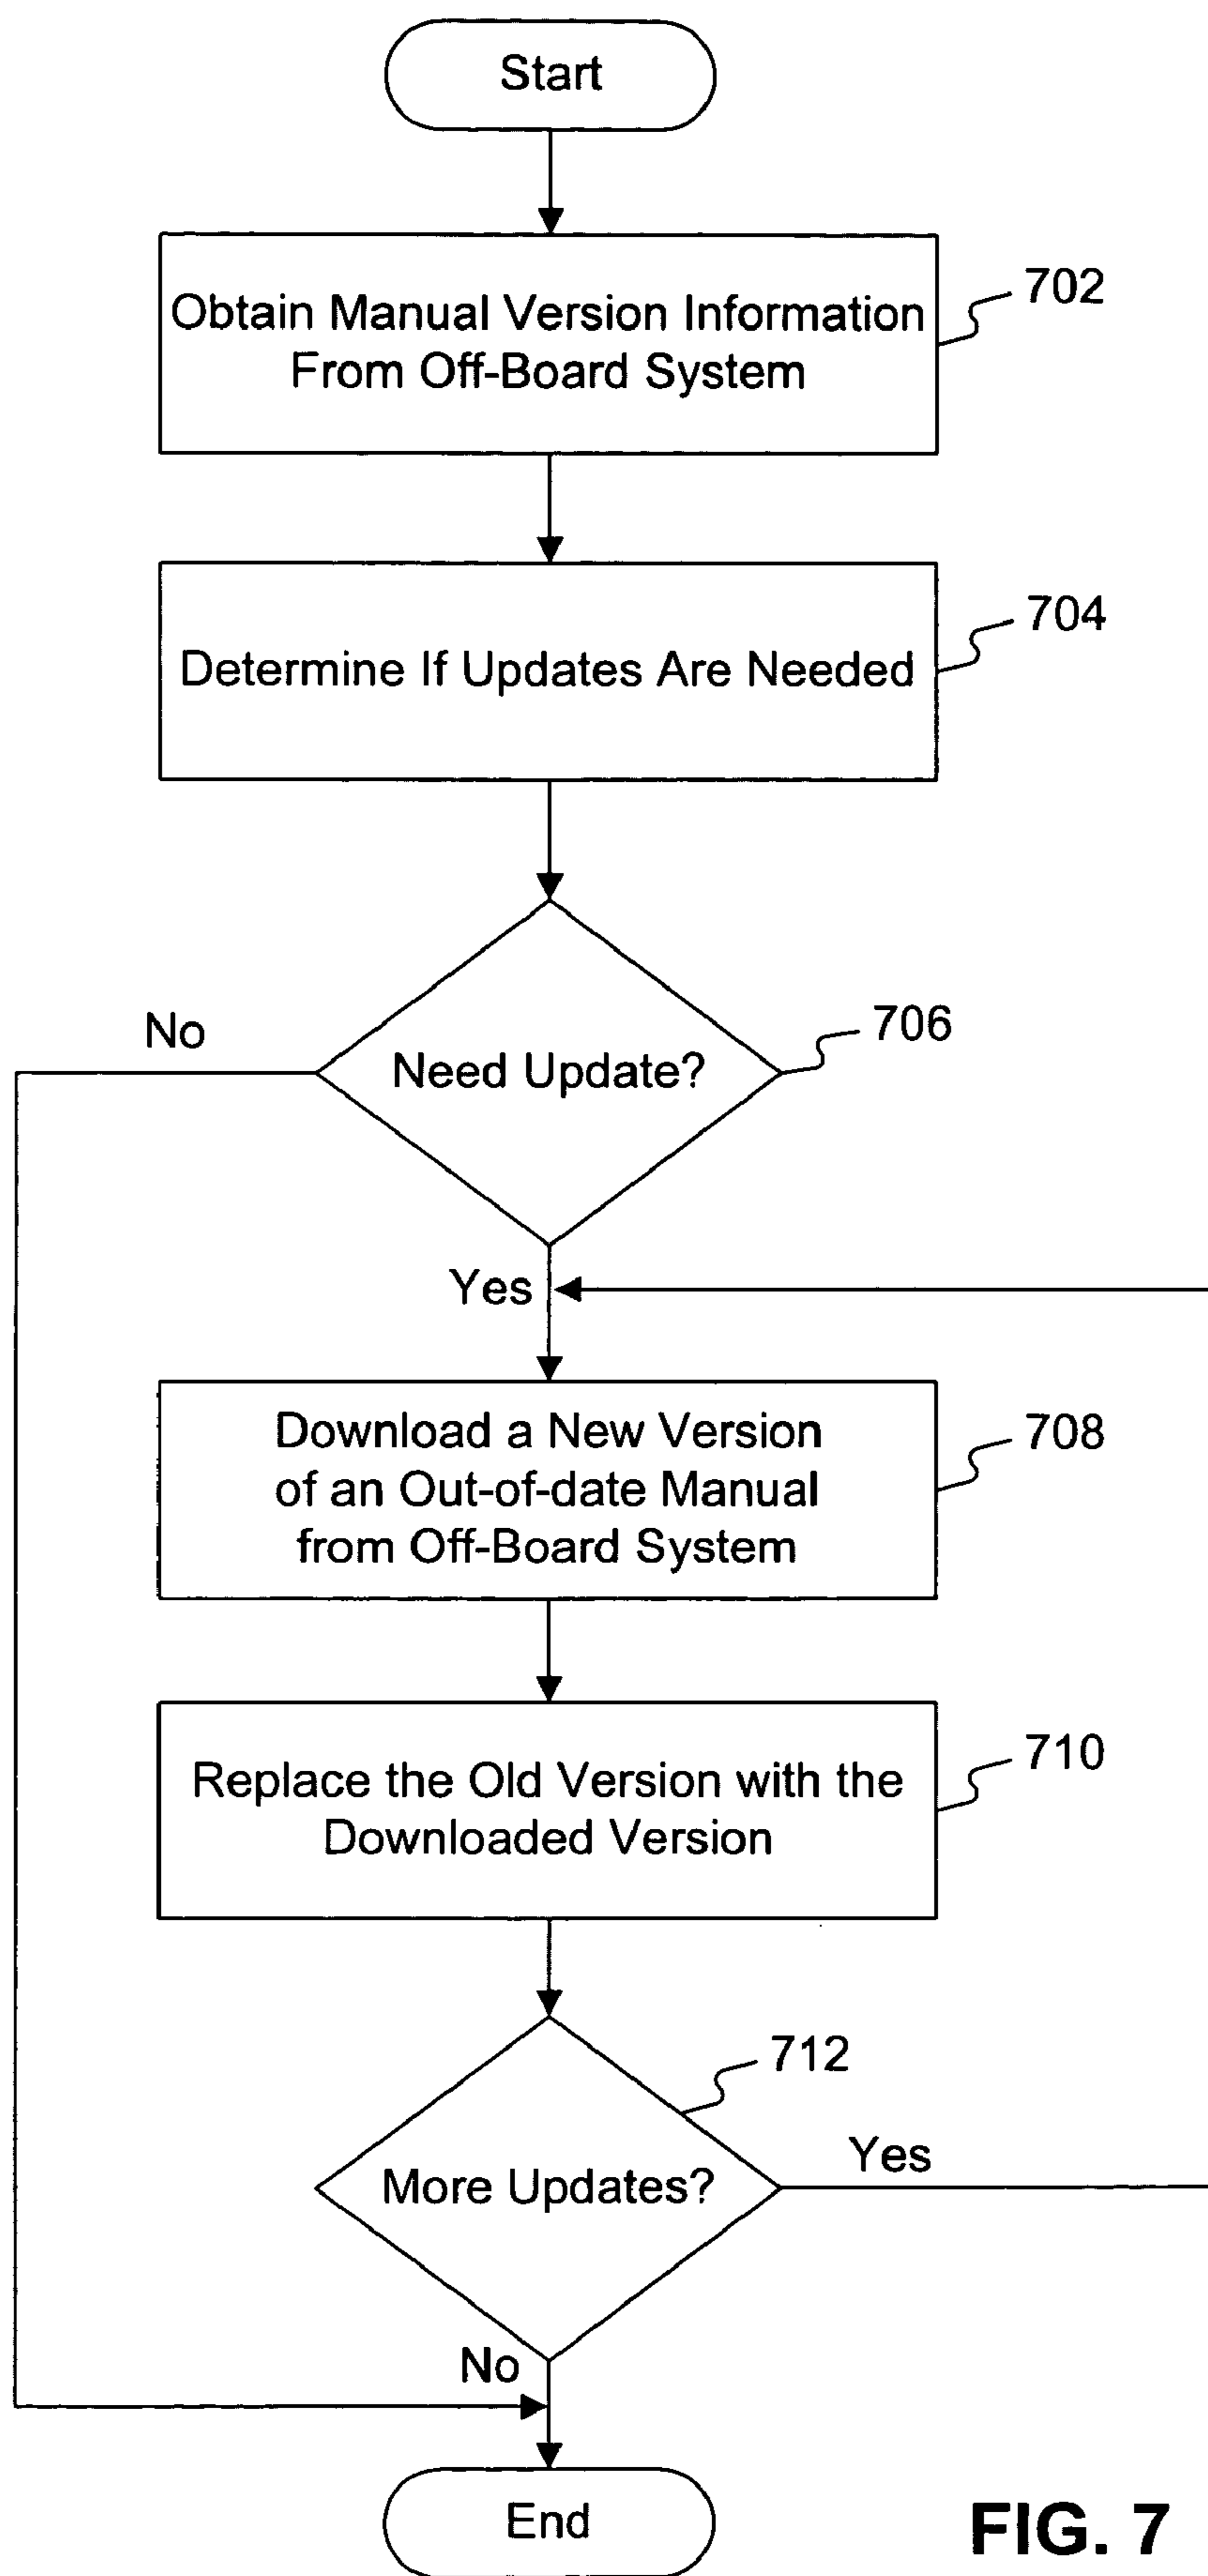 Start
Obtain Manual Version Information
From Off-Board System
702
Determine If Updates Are Needed
704
No
Need Update?
706
Yes
Download a New Version
of an Out-of-date Manual
from Off-Board System
708
Replace the Old Version with the
Downloaded Version
710
712
More Updates?
Yes
No
End
FIG. 7